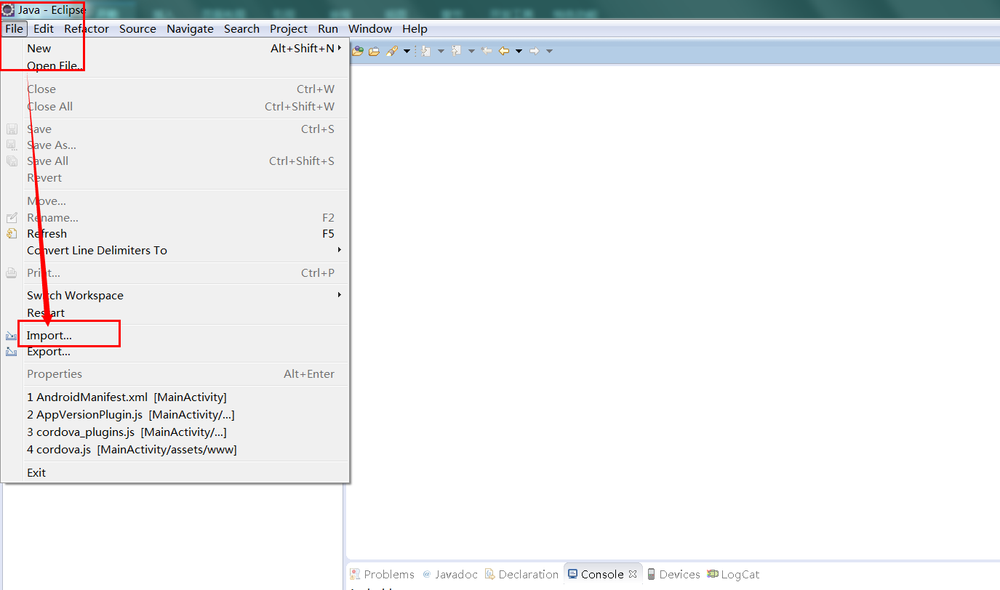 Java - Eclipse
File Edit Refactor Source Navigate Search Project Run Window Help
New Alt+Shift+N
Open File...
Close Ctrl+W
Close All Ctrl+Shift+W
Save Ctrl+S
Save As...
Save All Ctrl+Shift+S
Revert
Move...
Rename... F2
Refresh F5
Convert Line Delimiters To
Print... Ctrl+P
Switch Workspace
Restart
Import...
Export...
Properties Alt+Enter
1 AndroidManifest.xml [MainActivity]
2 AppVersionPlugin.js [MainActivity/...]
3 cordova_plugins.js [MainActivity/...]
4 cordova.js [MainActivity/assets/www]
Exit
Problems @ Javadoc Declaration Console Devices LogCat